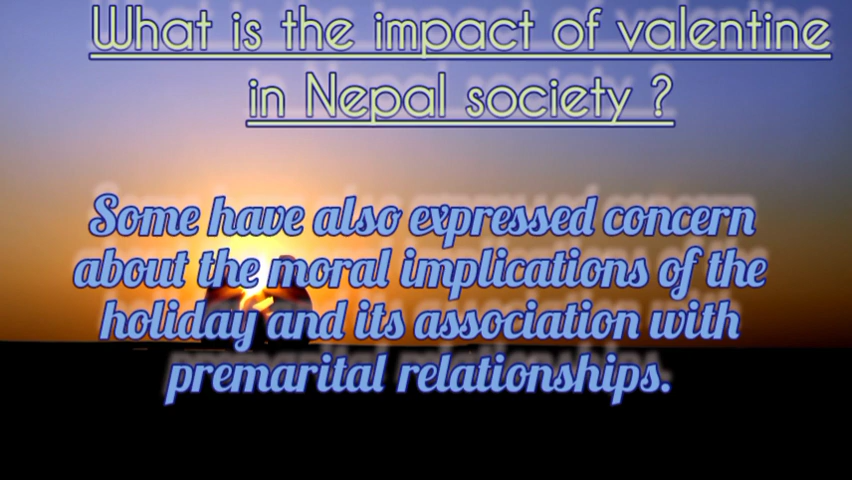 What is the impact of valentine
in Nepal society ?
Some have also expressed concern
about the moral implications of the
holiday and its association with
premarital relationships.